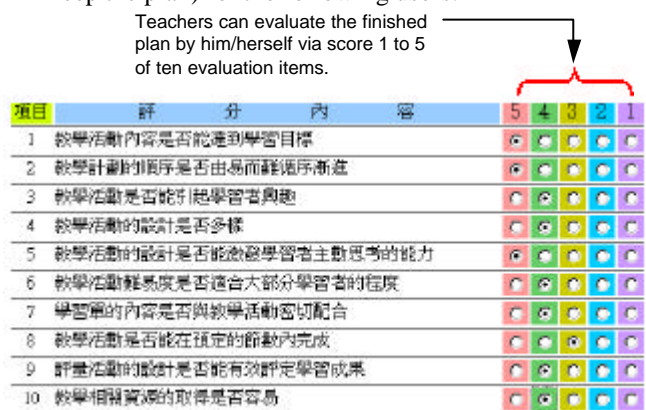 Teachers can evaluate the finished
plan by him/herself via score 1 to 5
of ten evaluation items.
項目 評分內容 5 4 3 2 1
1 教學活動內容是否能達到學習目標
2 教學計劃的順序是否由易而難循序漸進
3 教學活動是否能引起學習者興趣
4 教學活動的設計是否多樣
5 教學活動的設計是否能激發學習者主動思考的能力
6 教學活動難易度是否適合大部分學習者的程度
7 學習單的內容是否與教學活動密切配合
8 教學活動是否能在預定的節數內完成
9 評量活動的設計是否能有效評定學習成果
10 教學相關資源的取得是否容易